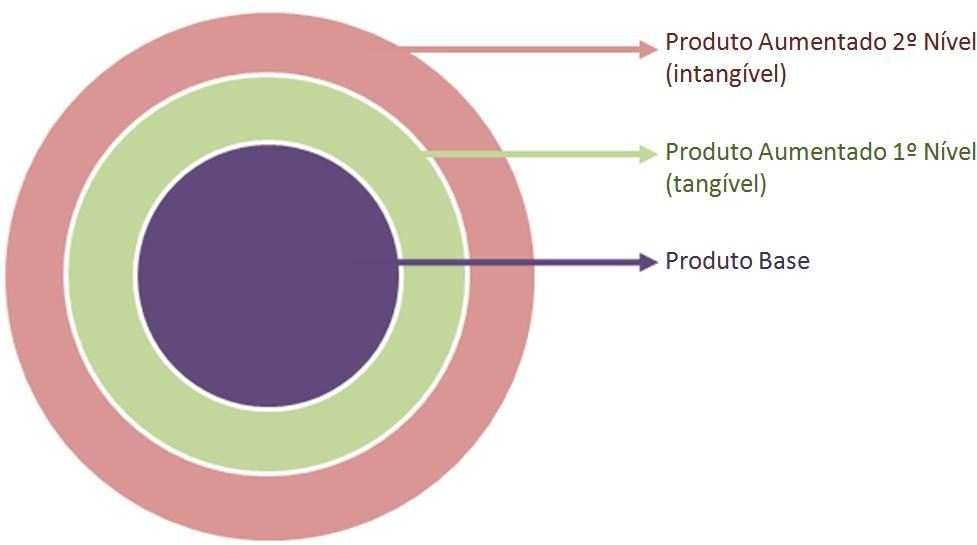 Produto Aumentado 2º Nível
(intangível)
Produto Aumentado 1º Nível
(tangível)
Produto Base